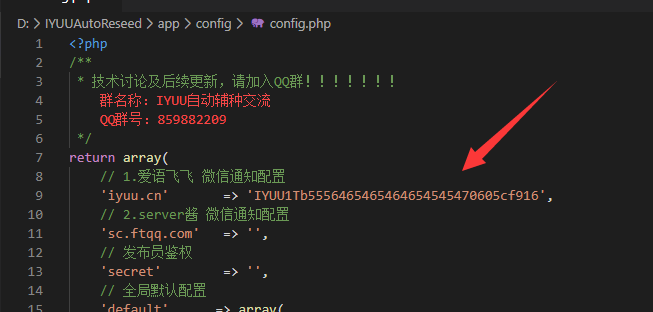 D: > IYUUAutoReseed > app > config > config.php
1 <?php
2 /**
3 * 技术讨论及后续更新，请加入QQ群！！！！！！！
4 群名称：IYUU自动辅种交流
5 QQ群号：859882209
6 */
7 return array(
8 // 1.爱语飞飞 微信通知配置
9 'iyuu.cn' => 'IYUU1Tb5556465465464654545470605cf916',
10 // 2.server酱 微信通知配置
11 'sc.ftqq.com' => '',
12 // 发布员鉴权
13 'secret' => '',
14 // 全局默认配置
15 'default' => array(